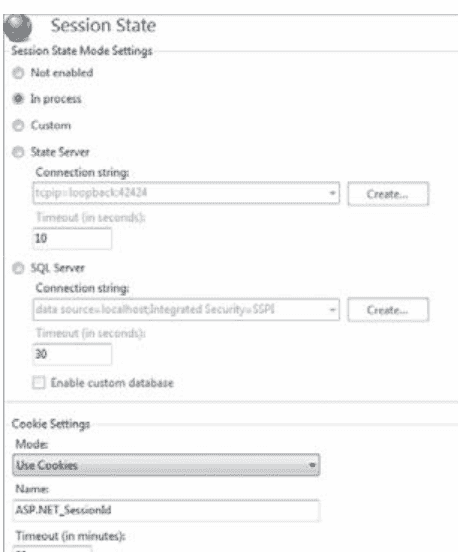 Session State
Session State Mode Settings
Not enabled
In process
Custom
State Server
Connection string:
tcpip=loopback:42424
Create...
Timeout (in seconds):
10
SQL Server
Connection string:
data source=localhost;Integrated Security=SSPI
Create...
Timeout (in seconds):
30
Enable custom database
Cookie Settings
Mode:
Use Cookies
Name:
ASP.NET_SessionId
Timeout (in minutes):